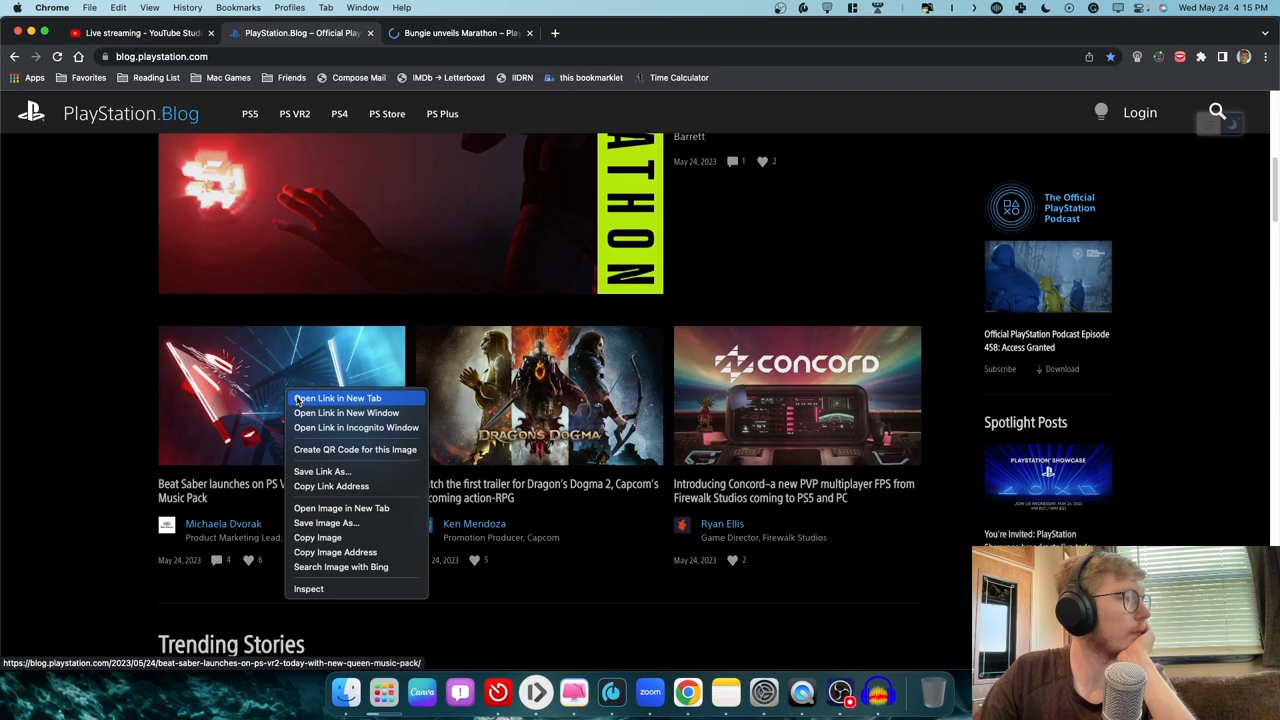 Chrome File Edit View History Bookmarks Profiles Tab Window Help
Wed May 24 4:15 PM
Live streaming - YouTube Studi
PlayStation.Blog – Official Play
Bungie unveils Marathon – Play
blog.playstation.com
Apps Favorites Reading List Mac Games Friends Compose Mail IMDb → Letterboxd IIDRN this bookmarklet Time Calculator
PlayStation.Blog
PS5 PS VR2 PS4 PS Store PS Plus
Login
ATHON
Barrett
May 24, 2023 1 2
The Official
PlayStation
Podcast
Official PlayStation Podcast Episode
458: Access Granted
Subscribe Download
Spotlight Posts
PLAYSTATION SHOWCASE
You're Invited: PlayStation
DRAGON'S DOGMA II
CONCORD
Open Link in New Tab
Open Link in New Window
Open Link in Incognito Window
Create QR Code for this Image
Save Link As...
Copy Link Address
Open Image in New Tab
Save Image As...
Copy Image
Copy Image Address
Search Image with Bing
Inspect
Beat Saber launches on PS V
Music Pack
Michaela Dvorak
Product Marketing Lead,
May 24, 2023 4 6
tch the first trailer for Dragon's Dogma 2, Capcom's
coming action-RPG
Ken Mendoza
Promotion Producer, Capcom
24, 2023 5
Introducing Concord–a new PVP multiplayer FPS from
Firewalk Studios coming to PS5 and PC
Ryan Ellis
Game Director, Firewalk Studios
May 24, 2023 2
Trending Stories
https://blog.playstation.com/2023/05/24/beat-saber-launches-on-ps-vr2-today-with-new-queen-music-pack/
Canva
zoom